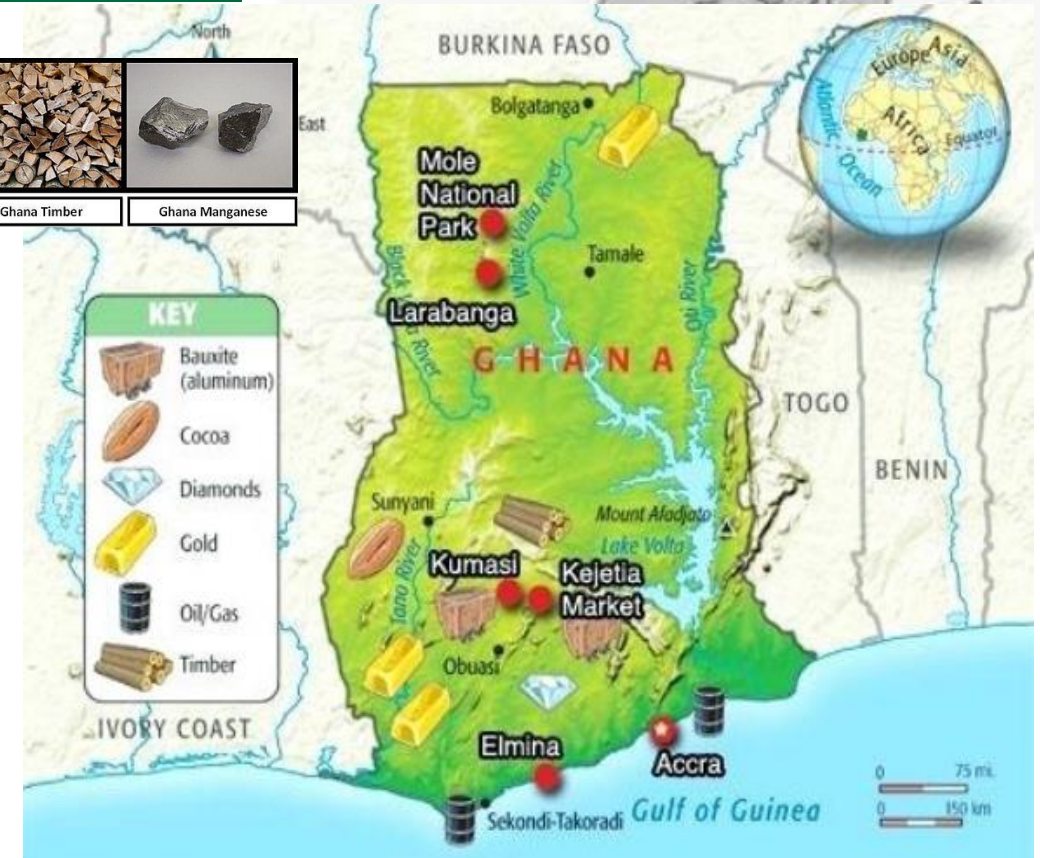 North
BURKINA FASO
Europe
Asia
Atlantic
Ocean
Africa
Equator
East
Ghana Timber
Ghana Manganese
Bolgatanga
Mole
National
Park
White Volta River
Tamale
Oti River
Larabanga
Black
River
GHANA
KEY
Bauxite
(aluminum)
Cocoa
Diamonds
Gold
Oil/Gas
Timber
TOGO
BENIN
Sunyani
Mount Afadjato
Lake Volta
Tano River
Kumasi
Kejetia
Market
Obuasi
IVORY COAST
Elmina
Accra
Sekondi-Takoradi
Gulf of Guinea
0 75 mi.
0 150 km